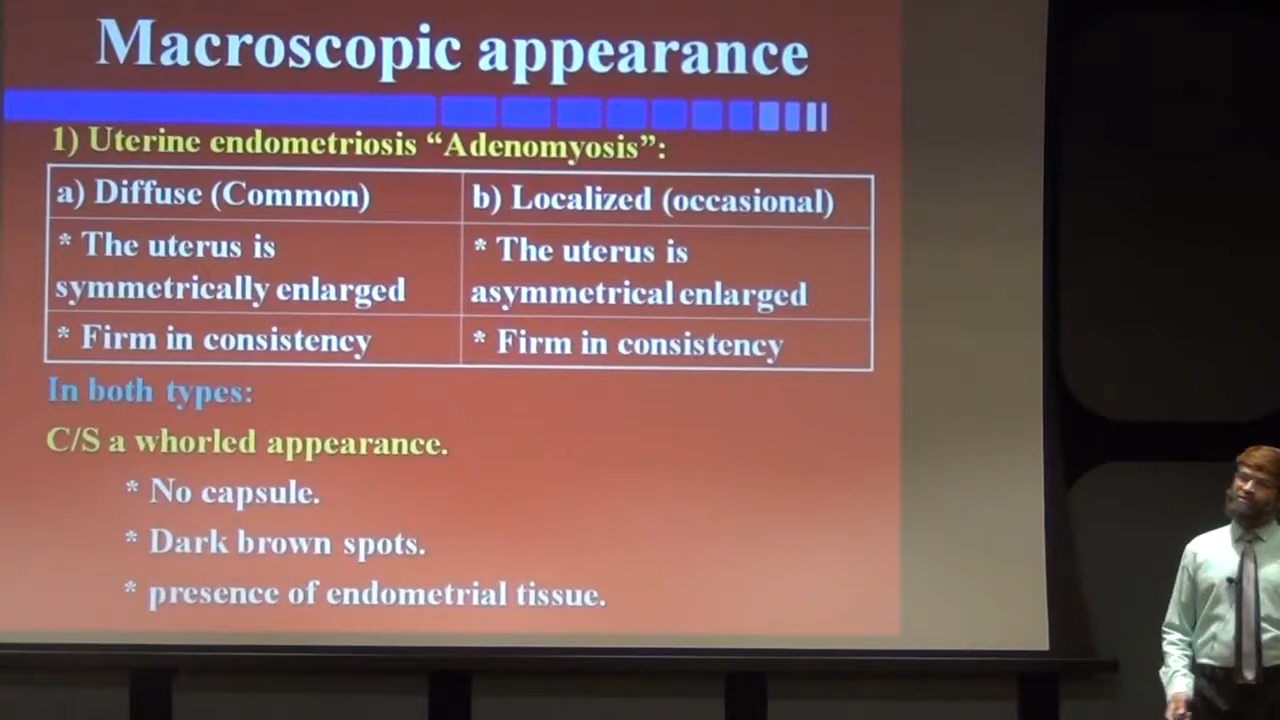 Macroscopic appearance
1) Uterine endometriosis “Adenomyosis”:
a) Diffuse (Common)
b) Localized (occasional)
* The uterus is
symmetrically enlarged
* The uterus is
asymmetrical enlarged
* Firm in consistency
* Firm in consistency
In both types:
C/S a whorled appearance.
* No capsule.
* Dark brown spots.
* presence of endometrial tissue.